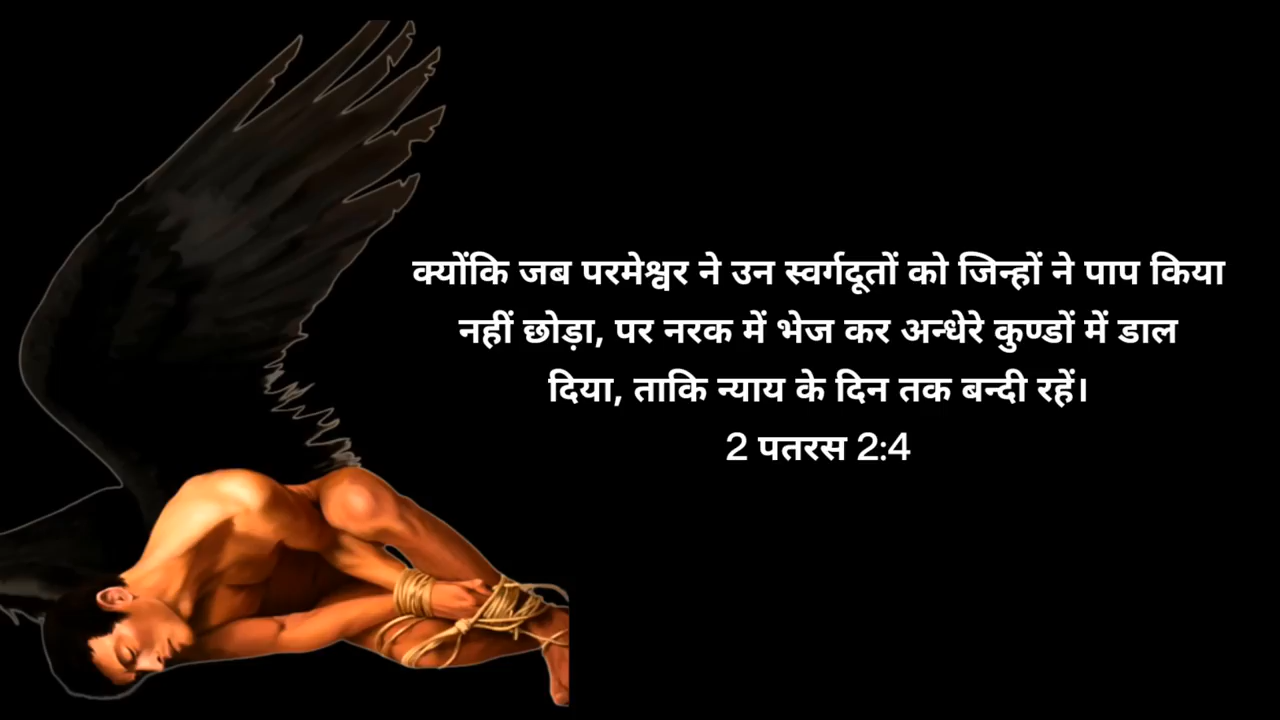 क्योंकि जब परमेश्वर ने उन स्वर्गदूतों को जिन्हों ने पाप किया
नहीं छोड़ा, पर नरक में भेज कर अन्धेरे कुण्डों में डाल
दिया, ताकि न्याय के दिन तक बन्दी रहें।
2 पतरस 2:4